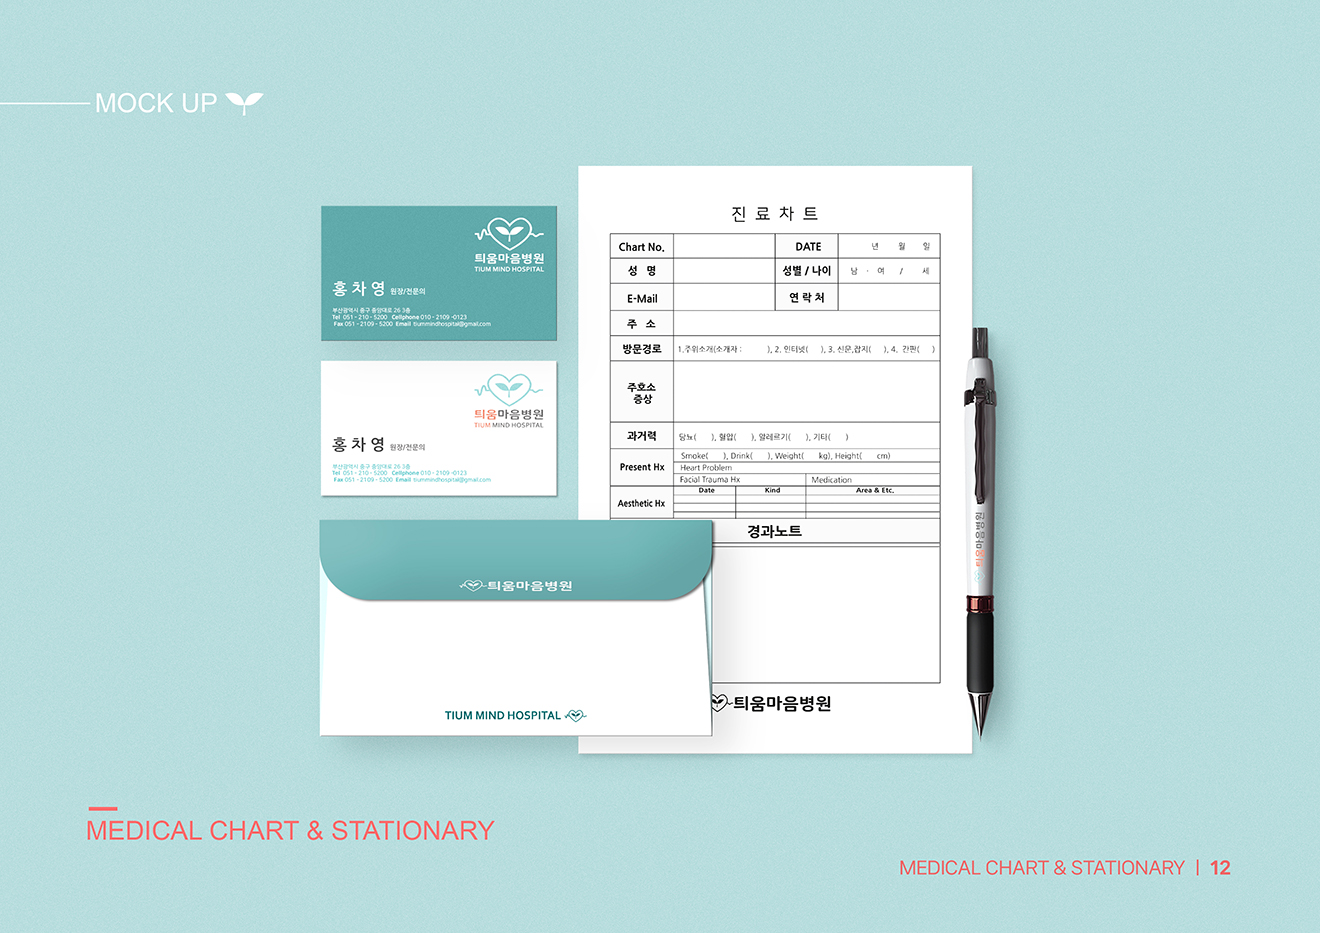 MOCK UP
틔움마음병원
TIUM MIND HOSPITAL
홍차영 원장/전문의
부산광역시 중구 중앙대로 26 3층
Tel 051 - 210 - 5200 Cellphone 010 - 2109 -0123
Fax 051 - 2109 - 5200 Email tiummindhospital@gmail.com
틔움마음병원
TIUM MIND HOSPITAL
홍차영 원장/전문의
부산광역시 중구 중앙대로 26 3층
Tel 051 - 210 - 5200 Cellphone 010 - 2109 -0123
Fax 051 - 2109 - 5200 Email tiummindhospital@gmail.com
틔움마음병원
TIUM MIND HOSPITAL
진료차트
Chart No. DATE 년 월 일
성 명 성별 / 나이 남 · 여 / 세
E-Mail 연 락 처
주 소
방문경로 1.주위소개(소개자 : ), 2. 인터넷( ), 3. 신문,잡지( ), 4. 간판( )
주호소
증상
과거력 당뇨( ), 혈압( ), 알레르기( ), 기타( )
Present Hx Smoke( ), Drink( ), Weight( kg), Height( cm)
Heart Problem
Facial Trauma Hx Medication
Aesthetic Hx Date Kind Area & Etc.
경과노트
틔움마음병원
틔움마음병원
MEDICAL CHART & STATIONARY
MEDICAL CHART & STATIONARY | 12